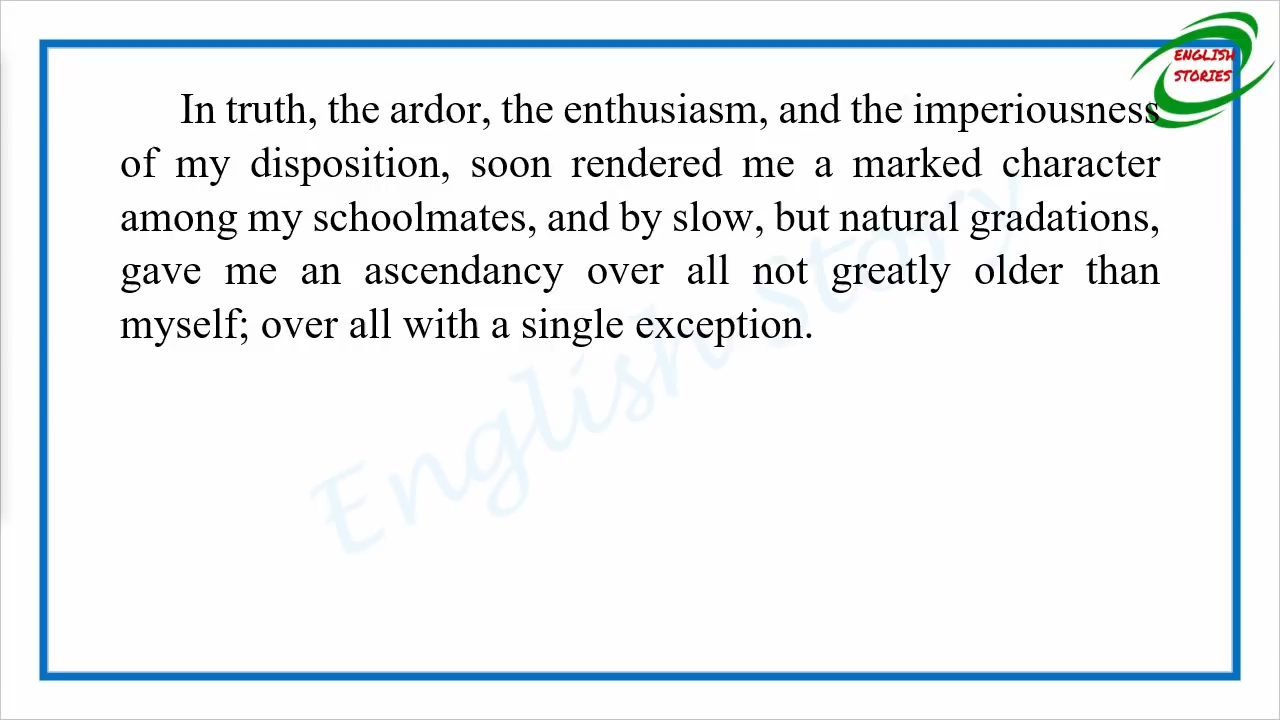 ENGLISH
STORIES
In truth, the ardor, the enthusiasm, and the imperiousness
of my disposition, soon rendered me a marked character
among my schoolmates, and by slow, but natural gradations,
gave me an ascendancy over all not greatly older than
myself; over all with a single exception.
English Story